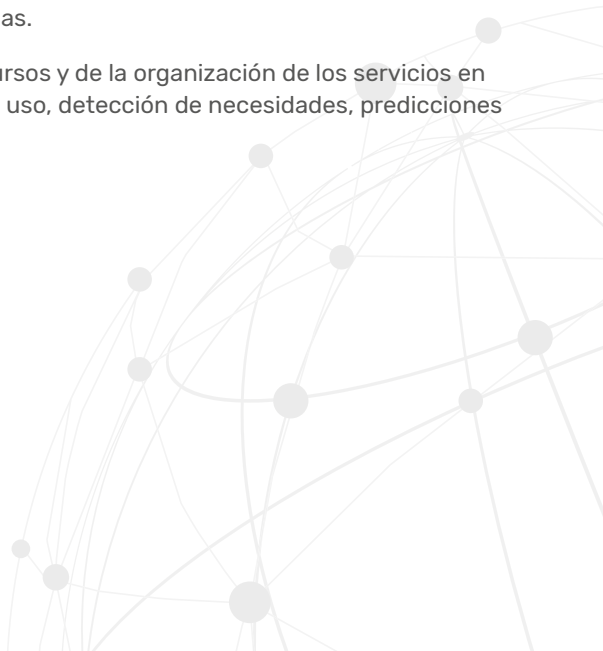 as.
ursos y de la organización de los servicios en
uso, detección de necesidades, predicciones